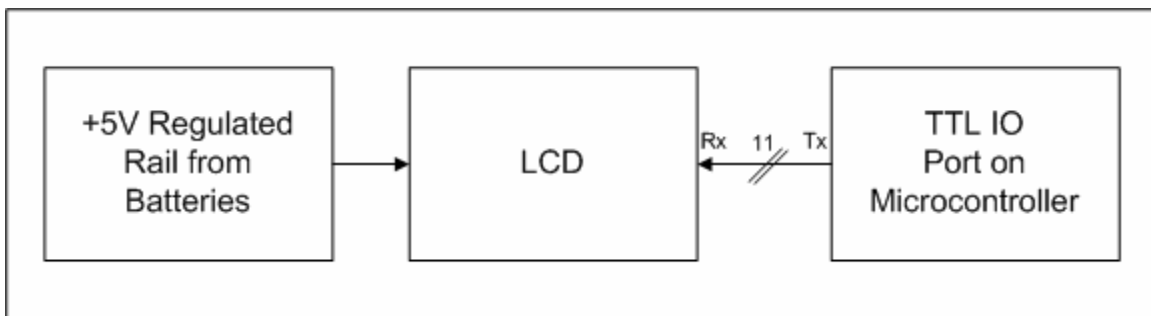 +5V Regulated
Rail from
Batteries
LCD
Rx 11 Tx
TTL IO
Port on
Microcontroller